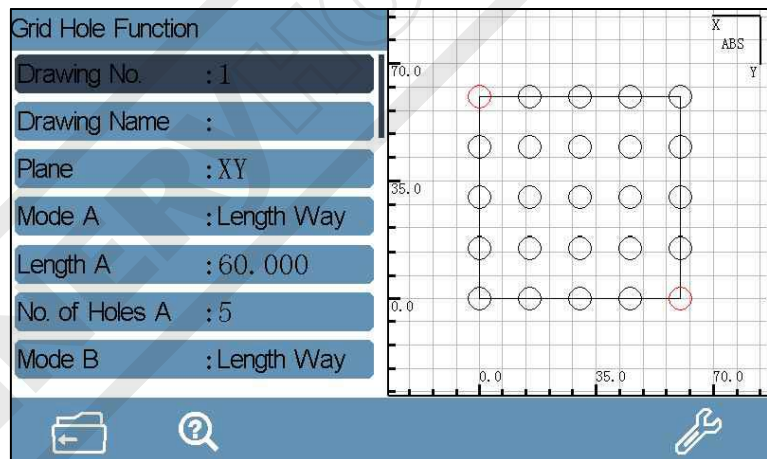 Grid Hole Function
Drawing No. :1
Drawing Name :
Plane :XY
Mode A :Length Way
Length A :60.000
No. of Holes A :5
Mode B :Length Way
X
ABS
Y
70.0
35.0
0.0
0.0 35.0 70.0